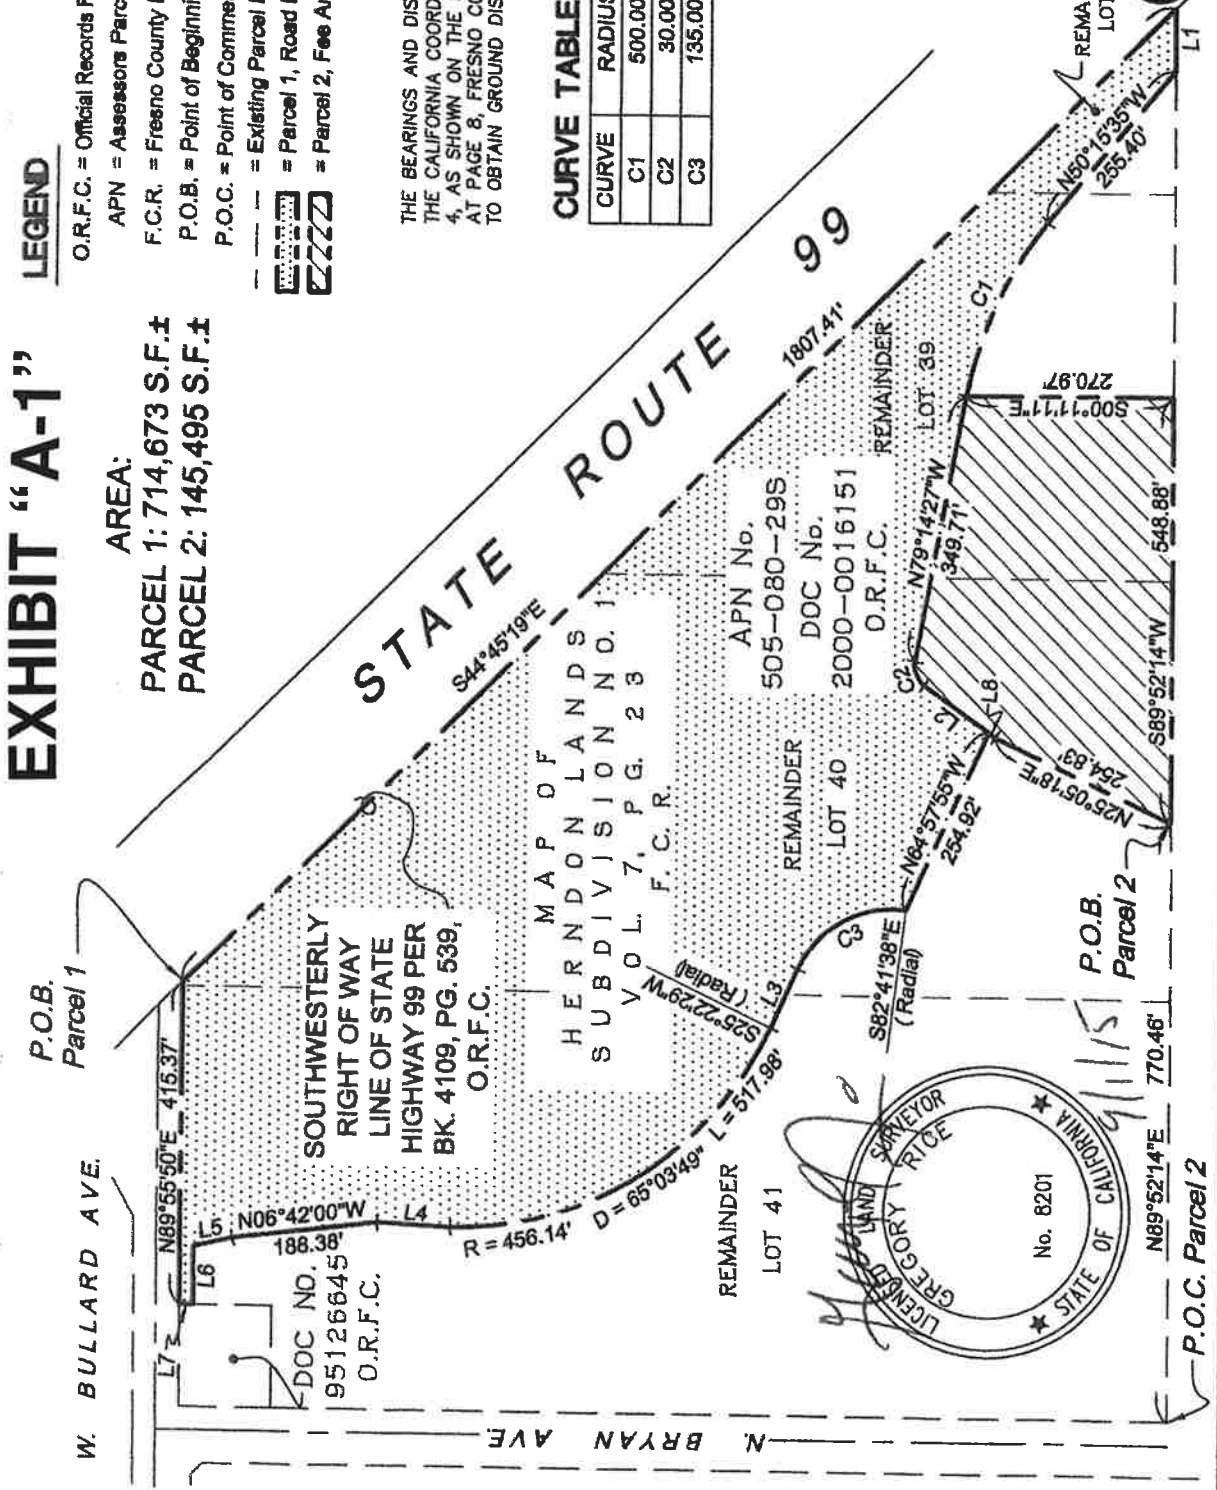 EXHIBIT "A-1"
LEGEND
O.R.F.C. = Official Records F
APN = Assessors Parc
F.C.R. = Fresno County
P.O.B. = Point of Beginni
P.O.C. = Point of Comme
= Existing Parcel
= Parcel 1, Road
= Parcel 2, Fee A
AREA:
PARCEL 1: 714,673 S.F.±
PARCEL 2: 145,495 S.F.±
THE BEARINGS AND DIS
THE CALIFORNIA COORD
4, AS SHOWN ON THE
AT PAGE 8, FRESNO CO
TO OBTAIN GROUND DIS
CURVE TABLE
CURVE RADIUS
C1 500.00
C2 30.00
C3 135.00
P.O.B.
Parcel 1
W. BULLARD AVE.
N89°55'50"E 415.37'
L7
L6
L5
N06°42'00"W
188.38'
L4
DOC NO.
95126645
O.R.F.C.
SOUTHWESTERLY
RIGHT OF WAY
LINE OF STATE
HIGHWAY 99 PER
BK. 4109, PG. 539,
O.R.F.C.
STATE ROUTE 99
S44°45'19"E
1807.41'
MAP OF
HERNDON LANDS
SUBDIVISION NO. 1
VOL. 7, PG. 23
F. C. R.
APN No.
505-080-29S
DOC No.
2000-0016151
O.R.F.C.
REMAINDER
LOT 39
REMAINDER
LOT 40
REMAINDER
LOT 41
REMA
LOT
R = 456.14'
D = 65°03'49"
L = 517.98'
S25°22'29"W
(Radial)
L3
C3
S82°41'38"E
(Radial)
N64°57'55"W
254.92'
L8
L2
C2
N79°14'27"W
349.71'
C1
N50°15'35"W
255.40'
L1
S00°11'11"E
270.97'
N25°05'18"E
254.83'
S89°52'14"W 548.88'
P.O.B.
Parcel 2
N89°52'14"E 770.46'
P.O.C. Parcel 2
N. BRYAN AVE
LICENSED LAND SURVEYOR
GREGORY RICE
No. 8201
STATE OF CALIFORNIA
9/1/15